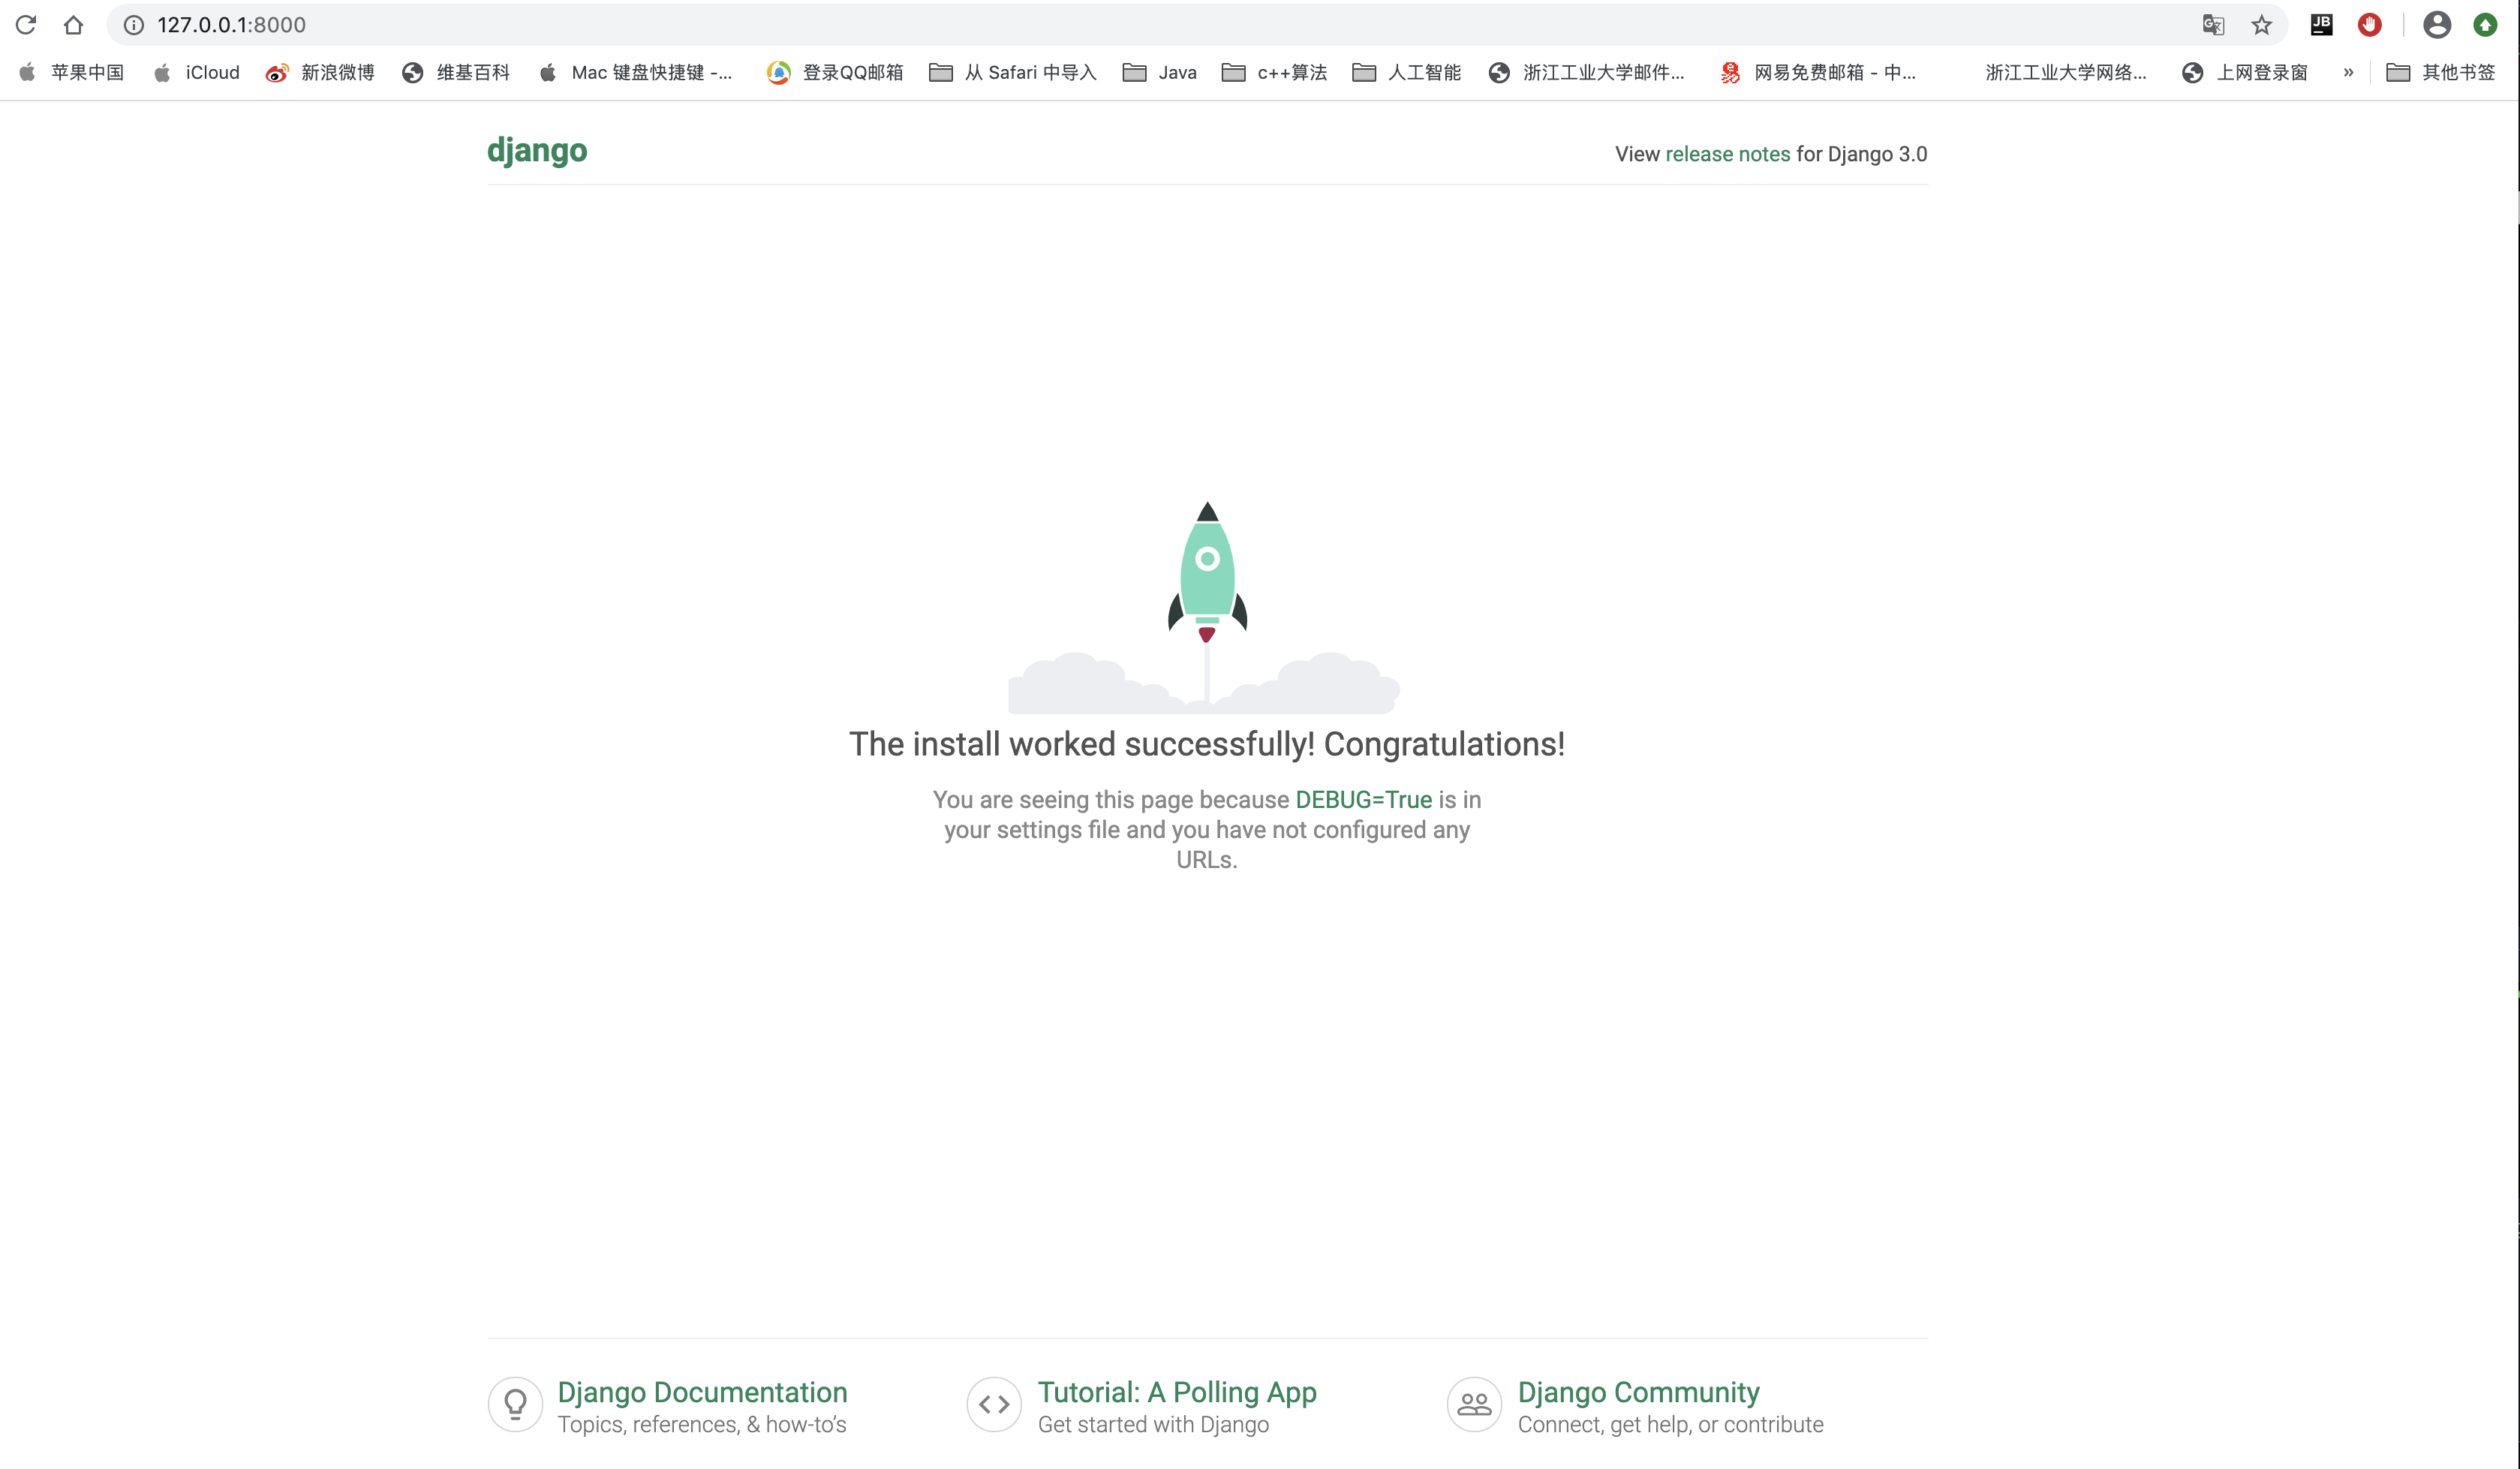 127.0.0.1:8000
苹果中国 iCloud 新浪微博 维基百科 Mac 键盘快捷键 -... 登录QQ邮箱 从 Safari 中导入 Java c++算法 人工智能 浙江工业大学邮件... 网易免费邮箱 - 中... 浙江工业大学网络... 上网登录窗 » 其他书签
django
View release notes for Django 3.0
The install worked successfully! Congratulations!
You are seeing this page because DEBUG=True is in
your settings file and you have not configured any
URLs.
Django Documentation
Topics, references, & how-to’s
Tutorial: A Polling App
Get started with Django
Django Community
Connect, get help, or contribute